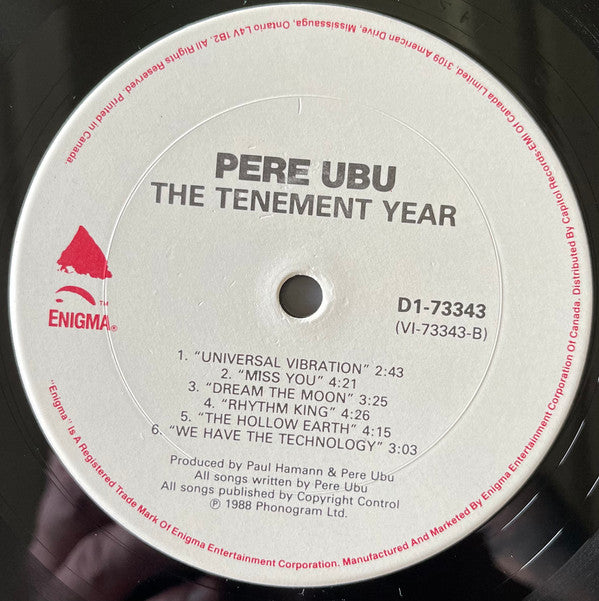 PERE UBU
THE TENEMENT YEAR
TM
ENIGMA®
D1-73343
(VI-73343-B)
1. “UNIVERSAL VIBRATION” 2:43
2. “MISS YOU” 4:21
3. “DREAM THE MOON” 3:25
4. “RHYTHM KING” 4:26
5. “THE HOLLOW EARTH” 4:15
6. “WE HAVE THE TECHNOLOGY” 3:03
Produced by Paul Hamann & Pere Ubu
All songs written by Pere Ubu
All songs published by Copyright Control
℗ 1988 Phonogram Ltd.
“Enigma” Is A Registered Trade Mark Of Enigma Entertainment Corporation. Manufactured And Marketed By Enigma Entertainment Corporation Of Canada. Distributed By Capitol Records-EMI Of Canada Limited, 3109 American Drive, Mississauga, Ontario L4V 1B2. All Rights Reserved. Printed in Canada.